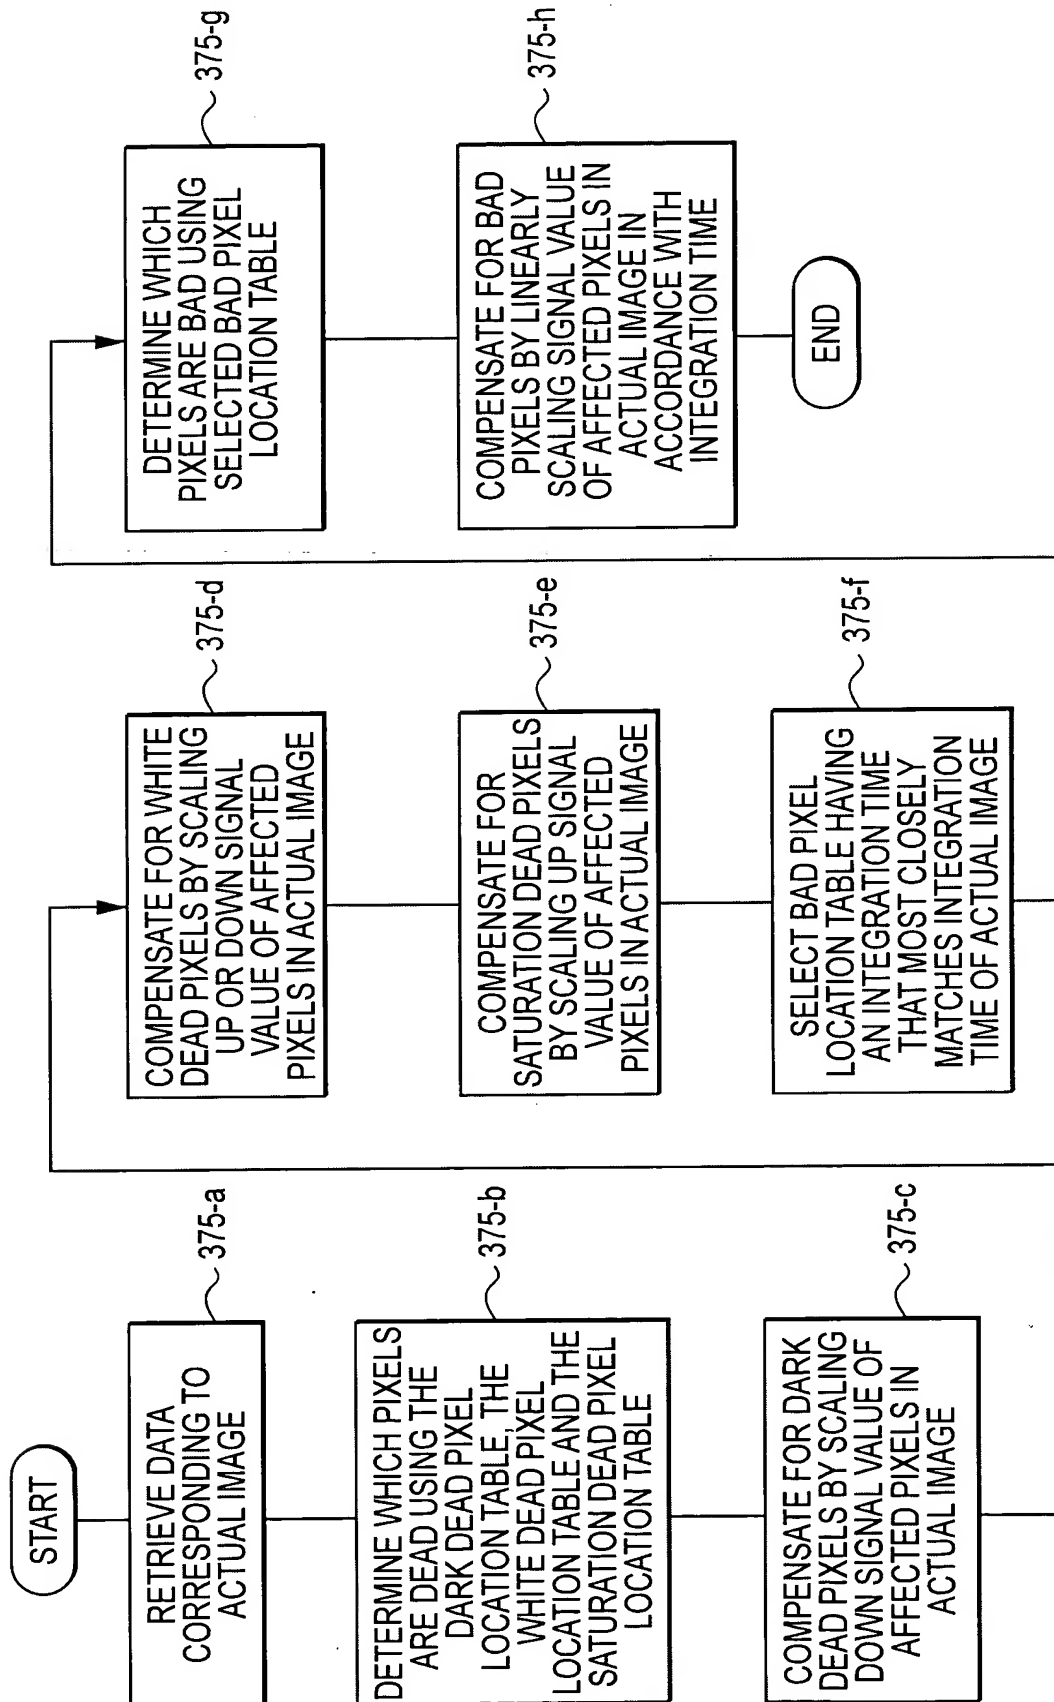 START
RETRIEVE DATA
CORRESPONDING TO
ACTUAL IMAGE
375-a
DETERMINE WHICH PIXELS
ARE DEAD USING THE
DARK DEAD PIXEL
LOCATION TABLE, THE
WHITE DEAD PIXEL
LOCATION TABLE AND THE
SATURATION DEAD PIXEL
LOCATION TABLE
375-b
COMPENSATE FOR DARK
DEAD PIXELS BY SCALING
DOWN SIGNAL VALUE OF
AFFECTED PIXELS IN
ACTUAL IMAGE
375-c
COMPENSATE FOR WHITE
DEAD PIXELS BY SCALING
UP OR DOWN SIGNAL
VALUE OF AFFECTED
PIXELS IN ACTUAL IMAGE
375-d
COMPENSATE FOR
SATURATION DEAD PIXELS
BY SCALING UP SIGNAL
VALUE OF AFFECTED
PIXELS IN ACTUAL IMAGE
375-e
SELECT BAD PIXEL
LOCATION TABLE HAVING
AN INTEGRATION TIME
THAT MOST CLOSELY
MATCHES INTEGRATION
TIME OF ACTUAL IMAGE
375-f
DETERMINE WHICH
PIXELS ARE BAD USING
SELECTED BAD PIXEL
LOCATION TABLE
375-g
COMPENSATE FOR BAD
PIXELS BY LINEARLY
SCALING SIGNAL VALUE
OF AFFECTED PIXELS IN
ACTUAL IMAGE IN
ACCORDANCE WITH
INTEGRATION TIME
375-h
END